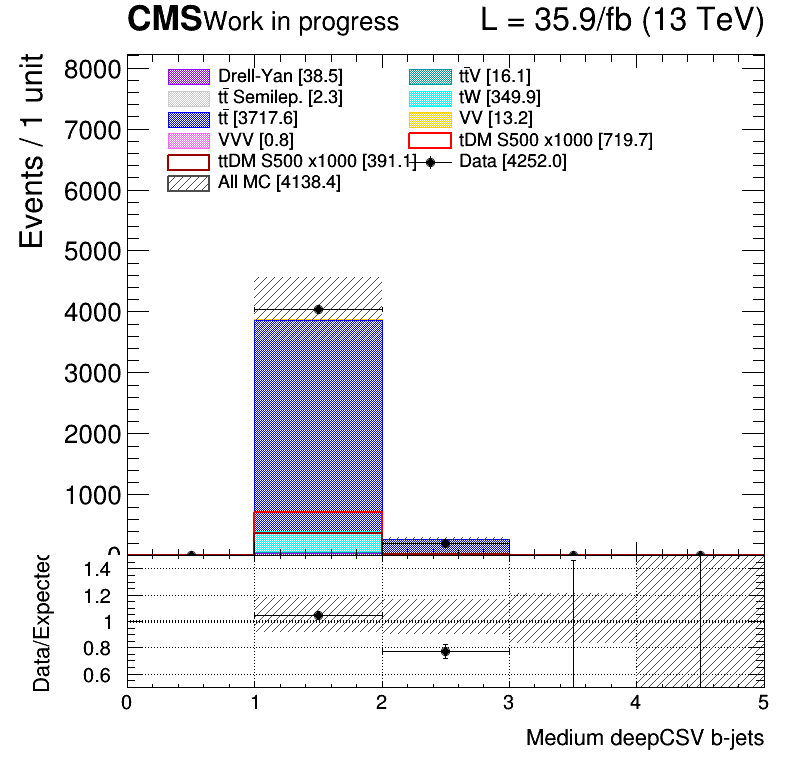 CMS Work in progress L = 35.9/fb (13 TeV)
Events / 1 unit
8000
7000
6000
5000
4000
3000
2000
1000
0
Drell-Yan [38.5]
tt̄ Semilep. [2.3]
tt̄ [3717.6]
VVV [0.8]
ttDM S500 x1000 [391.1]
All MC [4138.4]
tt̄V [16.1]
tW [349.9]
VV [13.2]
tDM S500 x1000 [719.7]
Data [4252.0]
Data/Expected
1.4
1.2
1
0.8
0.6
0 1 2 3 4 5
Medium deepCSV b-jets